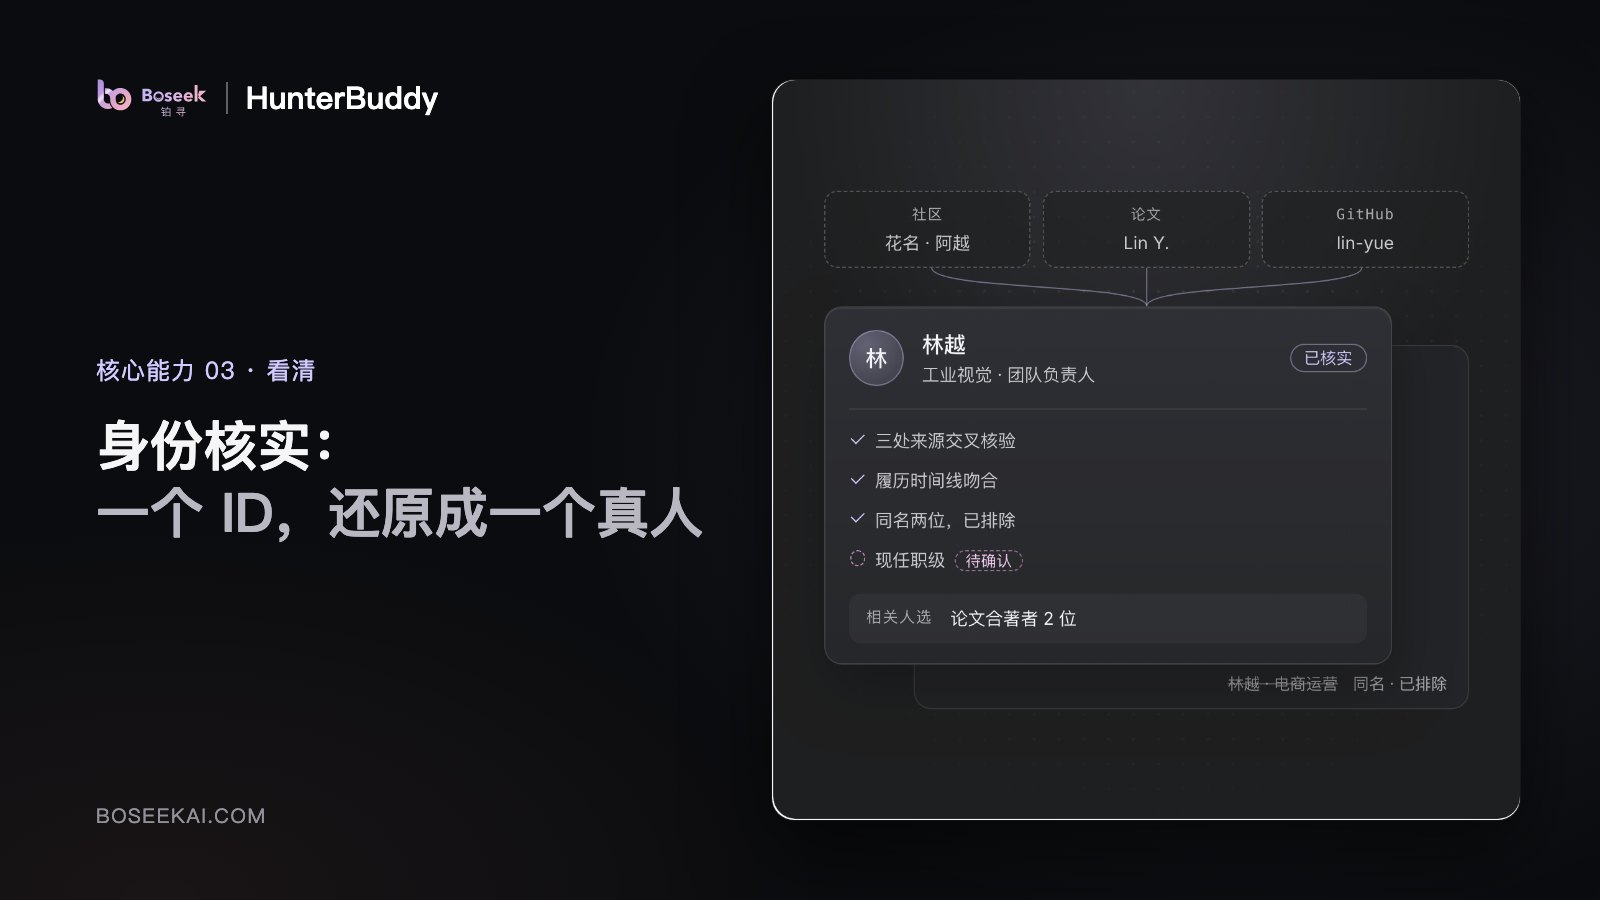 Boseek
铂寻
HunterBuddy
核心能力 03 · 看清
身份核实：
一个 ID，还原成一个真人
BOSEEKAI.COM
社区
花名 · 阿越
论文
Lin Y.
GitHub
lin-yue
林
林越
工业视觉 · 团队负责人
已核实
三处来源交叉核验
履历时间线吻合
同名两位，已排除
现任职级 待确认
相关人选 论文合著者 2 位
林越 · 电商运营 同名 · 已排除